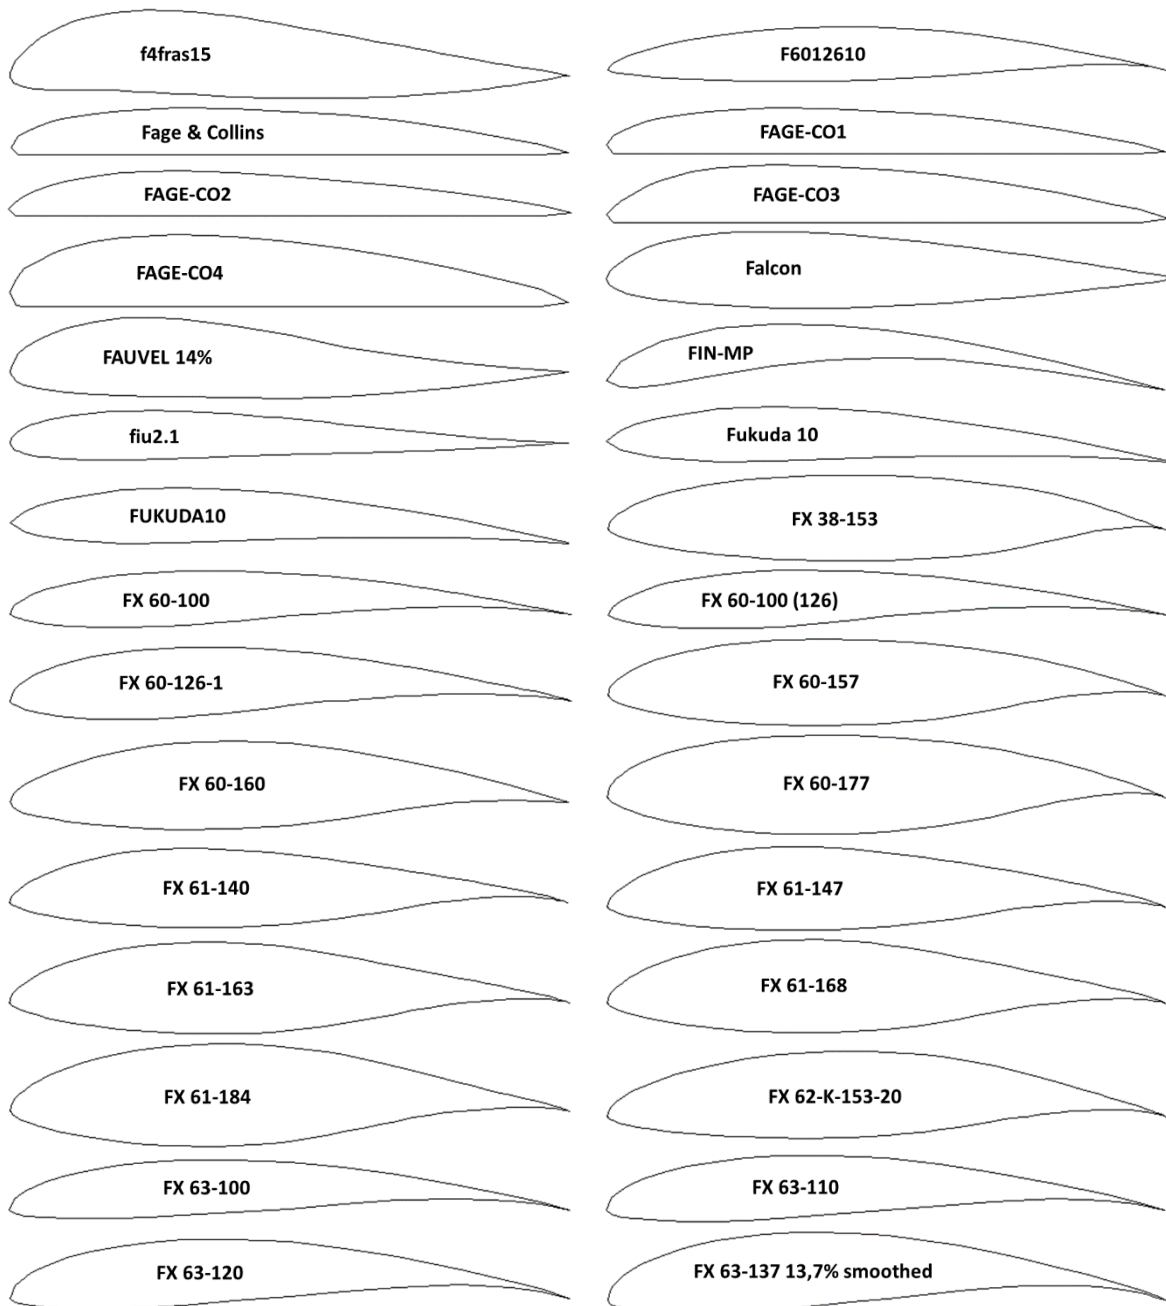 f4fras15
F6012610
Fage & Collins
FAGE-CO1
FAGE-CO2
FAGE-CO3
FAGE-CO4
Falcon
FAUVEL 14%
FIN-MP
fiu2.1
Fukuda 10
FUKUDA10
FX 38-153
FX 60-100
FX 60-100 (126)
FX 60-126-1
FX 60-157
FX 60-160
FX 60-177
FX 61-140
FX 61-147
FX 61-163
FX 61-168
FX 61-184
FX 62-K-153-20
FX 63-100
FX 63-110
FX 63-120
FX 63-137 13,7% smoothed